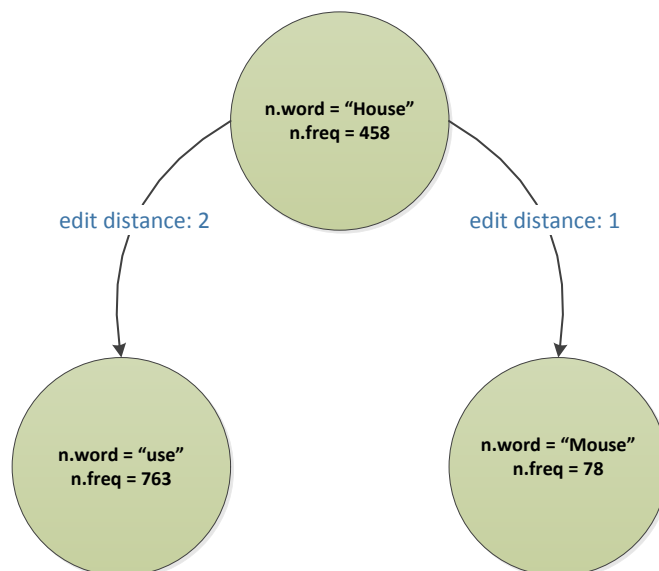 n.word = “House”
n.freq = 458
edit distance: 2
edit distance: 1
n.word = “use”
n.freq = 763
n.word = “Mouse”
n.freq = 78